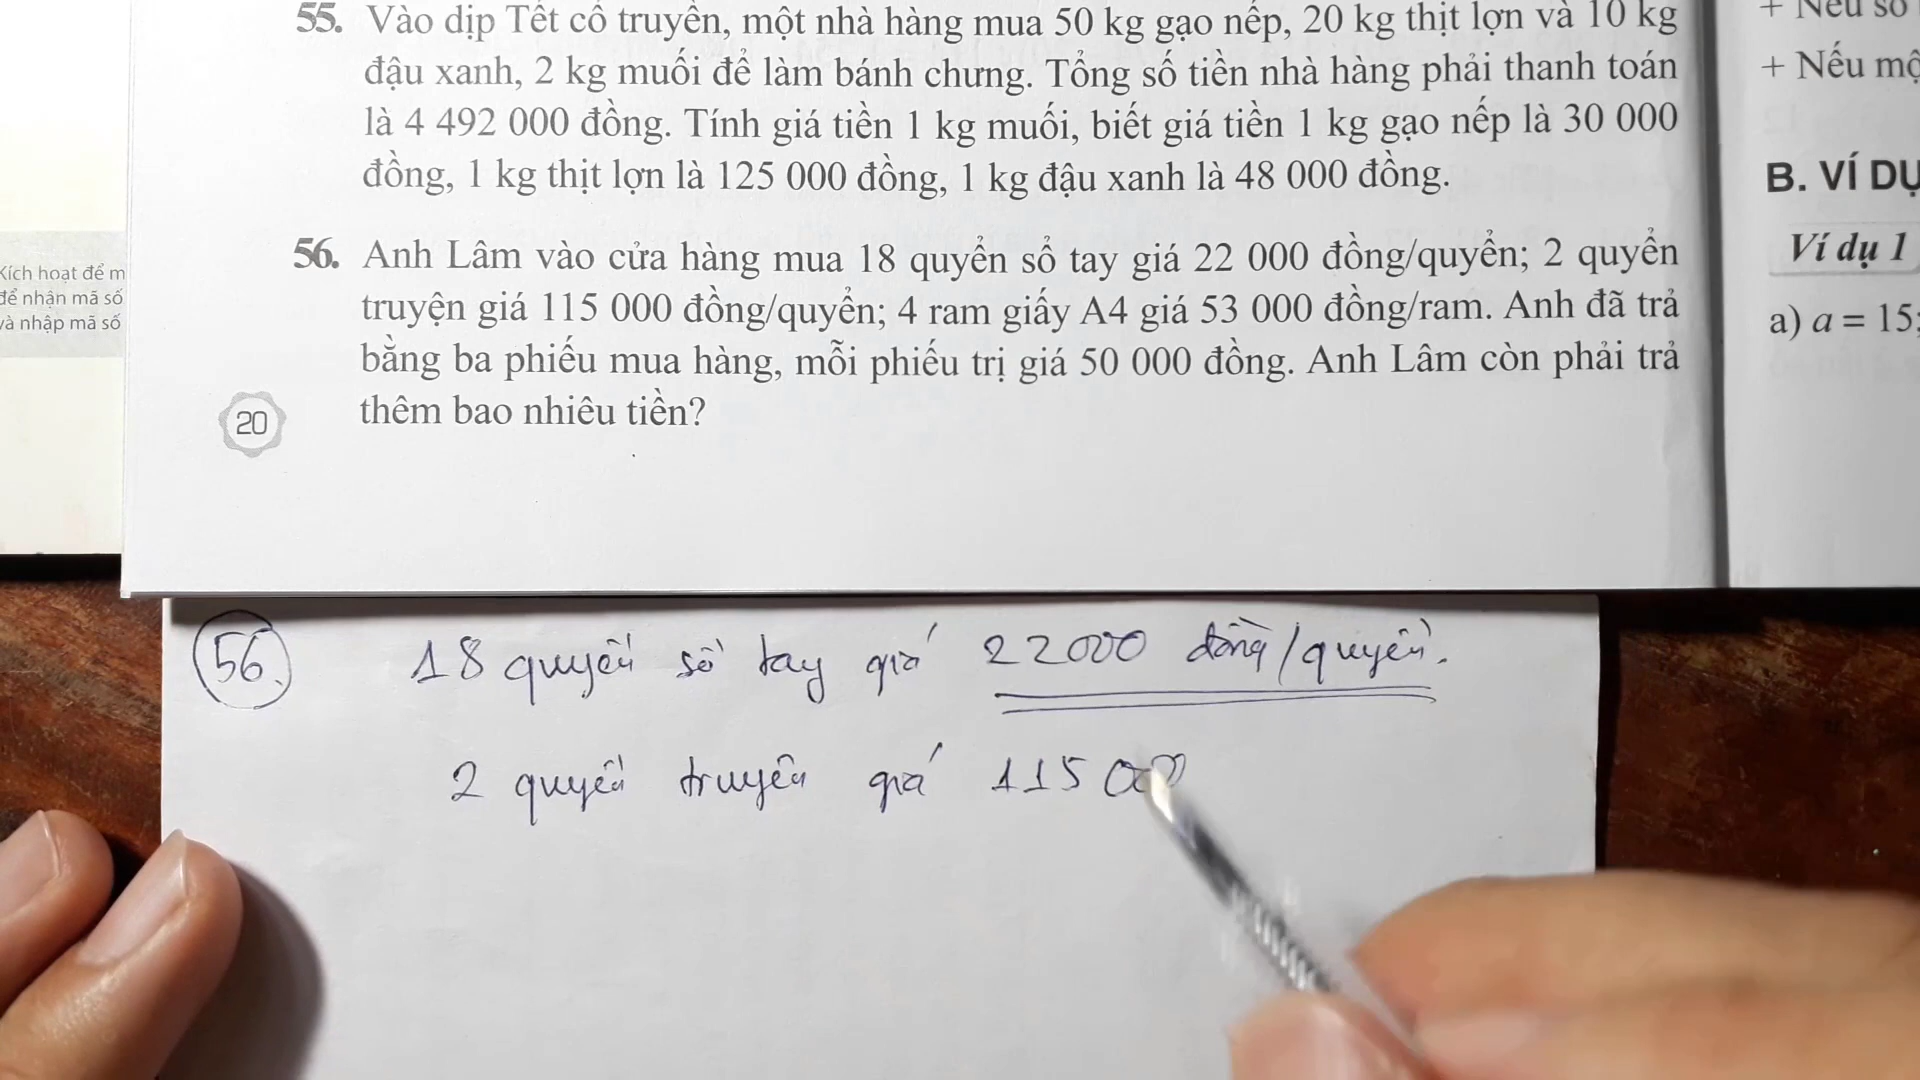 55. Vào dịp Tết cổ truyền, một nhà hàng mua 50 kg gạo nếp, 20 kg thịt lợn và 10 kg
đậu xanh, 2 kg muối để làm bánh chưng. Tổng số tiền nhà hàng phải thanh toán
là 4 492 000 đồng. Tính giá tiền 1 kg muối, biết giá tiền 1 kg gạo nếp là 30 000
đồng, 1 kg thịt lợn là 125 000 đồng, 1 kg đậu xanh là 48 000 đồng.
56. Anh Lâm vào cửa hàng mua 18 quyển sổ tay giá 22 000 đồng/quyển; 2 quyển
truyện giá 115 000 đồng/quyển; 4 ram giấy A4 giá 53 000 đồng/ram. Anh đã trả
bằng ba phiếu mua hàng, mỗi phiếu trị giá 50 000 đồng. Anh Lâm còn phải trả
thêm bao nhiêu tiền?
20
Kích hoạt để m
để nhận mã số
và nhập mã số
+ Nếu số
+ Nếu mộ
B. VÍ DỤ
Ví dụ 1
a) a = 15;
56. 18 quyển sổ tay giá 22000 đồng/quyển.
2 quyển truyện giá 115000